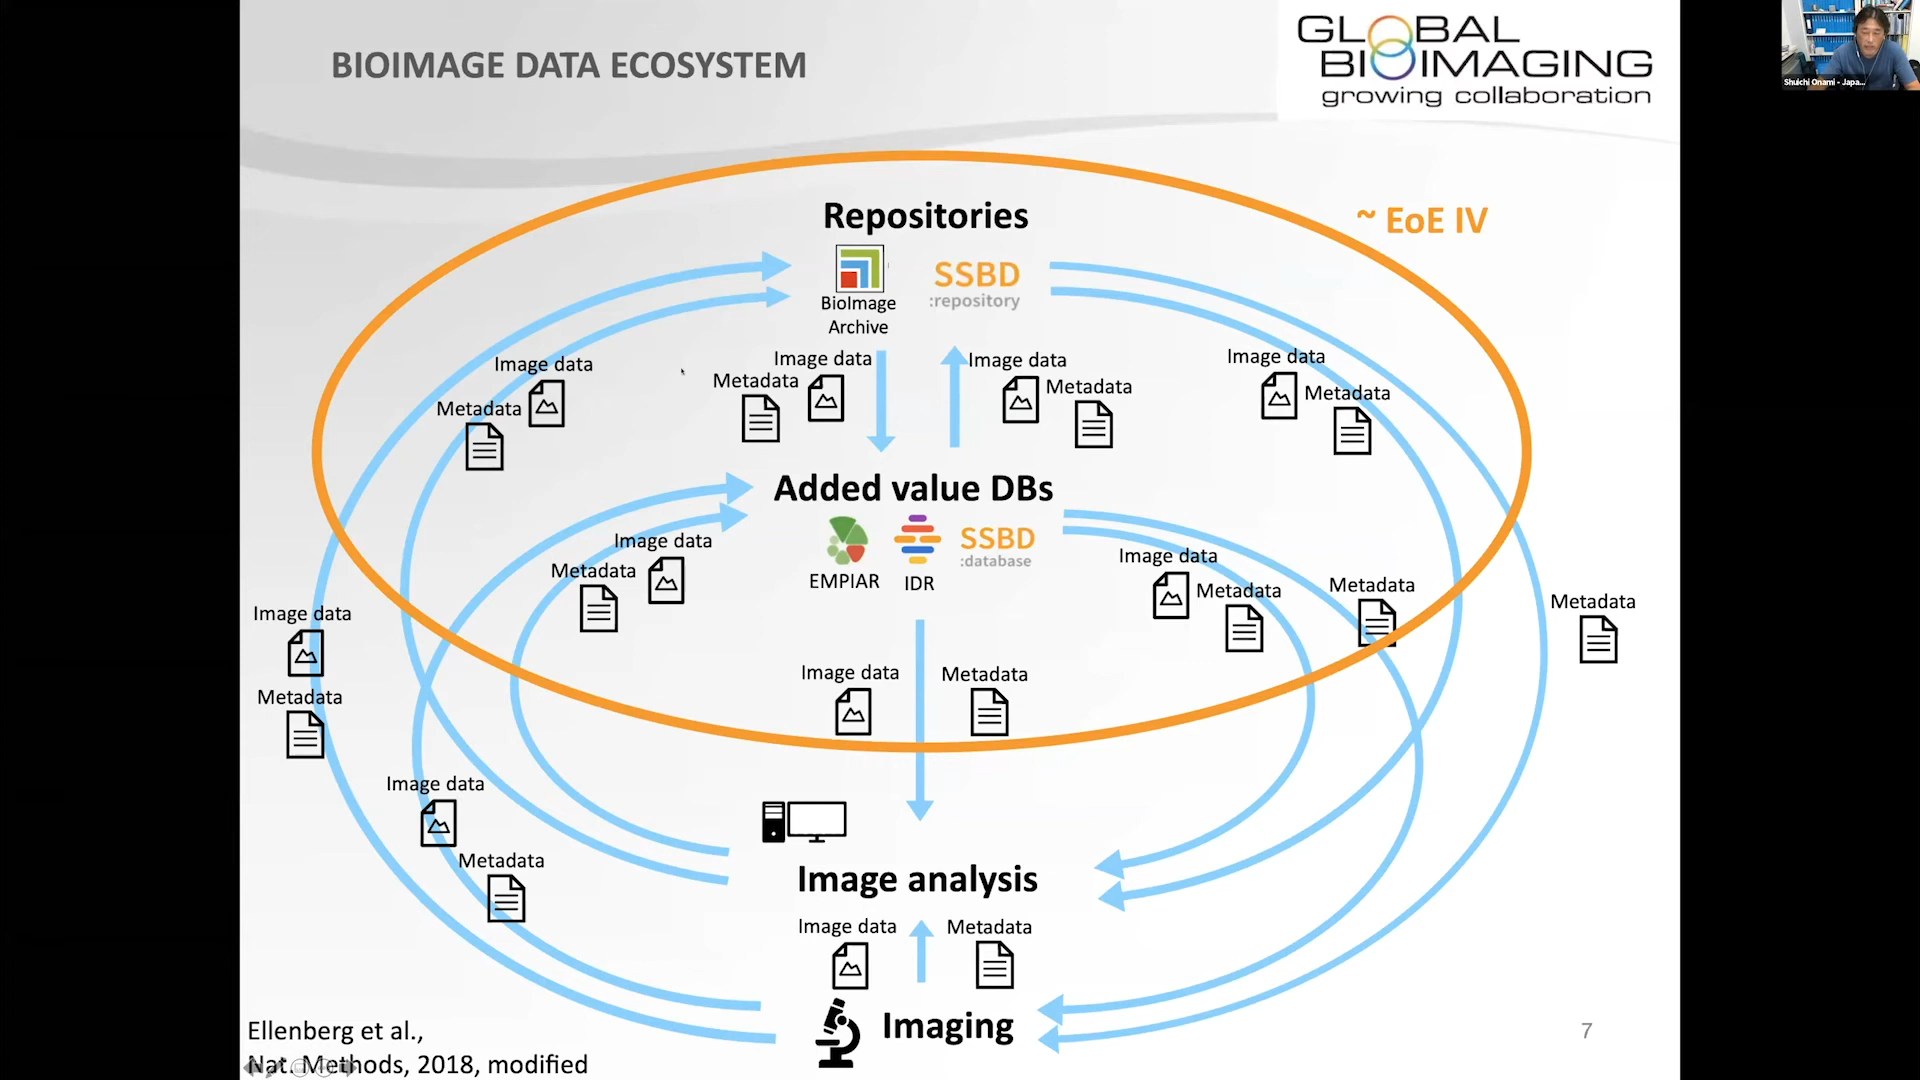 BIOIMAGE DATA ECOSYSTEM
GLOBAL
BIOIMAGING
growing collaboration
Shuichi Onami - Japa...
Repositories
~ EoE IV
BioImage
Archive
SSBD
:repository
Image data
Metadata
Image data
Metadata
Image data
Metadata
Image data
Metadata
Added value DBs
EMPIAR
IDR
SSBD
:database
Image data
Metadata
Image data
Metadata
Metadata
Metadata
Image data
Metadata
Image data
Metadata
Image data
Metadata
Image analysis
Image data
Metadata
Imaging
Ellenberg et al.,
Nat. Methods, 2018, modified
7